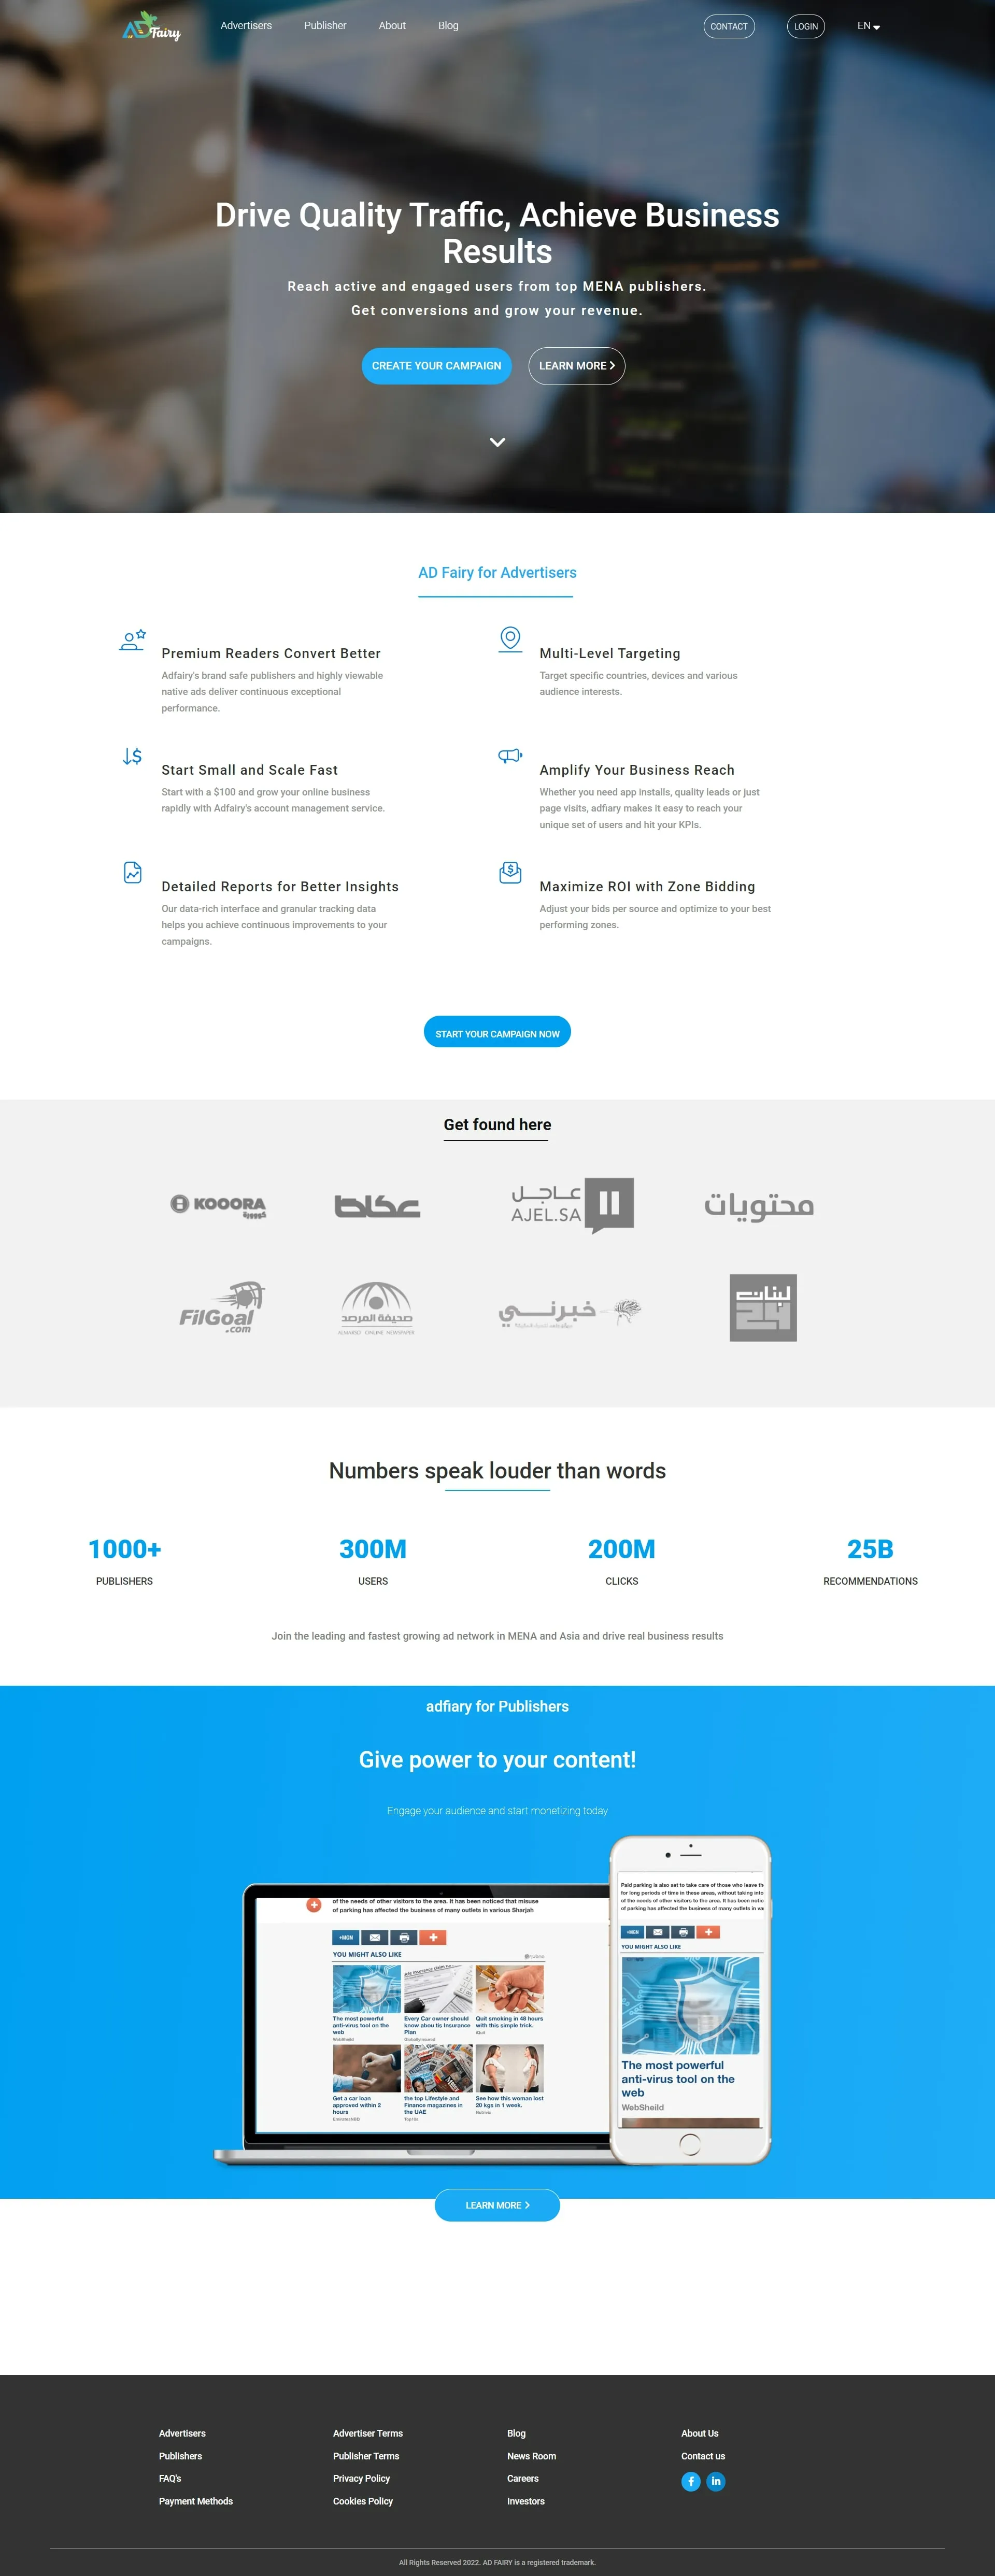 AD Fairy
Advertisers
Publisher
About
Blog
CONTACT
LOGIN
EN
Drive Quality Traffic, Achieve Business
Results
Reach active and engaged users from top MENA publishers.
Get conversions and grow your revenue.
CREATE YOUR CAMPAIGN
LEARN MORE
AD Fairy for Advertisers
Premium Readers Convert Better
Adfairy's brand safe publishers and highly viewable
native ads deliver continuous exceptional
performance.
Multi-Level Targeting
Target specific countries, devices and various
audience interests.
Start Small and Scale Fast
Start with a $100 and grow your online business
rapidly with Adfairy's account management service.
Amplify Your Business Reach
Whether you need app installs, quality leads or just
page visits, adfiary makes it easy to reach your
unique set of users and hit your KPIs.
Detailed Reports for Better Insights
Our data-rich interface and granular tracking data
helps you achieve continuous improvements to your
campaigns.
Maximize ROI with Zone Bidding
Adjust your bids per source and optimize to your best
performing zones.
START YOUR CAMPAIGN NOW
Get found here
KOOORA
كووورة
عكاظ
عاجل
AJEL.SA
محتويات
FilGoal
.com
صحيفة المرصد
ALMARSD ONLINE NEWSPAPER
خبرني
لبنان
24
Numbers speak louder than words
1000+
PUBLISHERS
300M
USERS
200M
CLICKS
25B
RECOMMENDATIONS
Join the leading and fastest growing ad network in MENA and Asia and drive real business results
adfiary for Publishers
Give power to your content!
Engage your audience and start monetizing today
of the needs of other visitors to the area. It has been noticed that misuse
of parking has affected the business of many outlets in various Sharjah
+MGN
YOU MIGHT ALSO LIKE
The most powerful
anti-virus tool on the
web
WebSheild
Every Car owner should
know abou tis Insurance
Plan
GloballyInsured
Quit smoking in 48 hours
with this simple trick.
iQuit
Get a car loan
approved within 2
hours
EmiratesNBD
the top Lifestyle and
Finance magazines in
the UAE
Top10s
See how this woman lost
20 kgs in 1 week.
Paid parking is also set to take care of those who leave th
for long periods of time in these areas, without taking into
of the needs of other visitors to the area. It has been notic
of parking has affected the business of many outlets in va
+MGN
YOU MIGHT ALSO LIKE
The most powerful
anti-virus tool on the
web
WebSheild
LEARN MORE
Advertisers
Publishers
FAQ's
Payment Methods
Advertiser Terms
Publisher Terms
Privacy Policy
Cookies Policy
Blog
News Room
Careers
Investors
About Us
Contact us
All Rights Reserved 2022. AD FAIRY is a registered trademark.